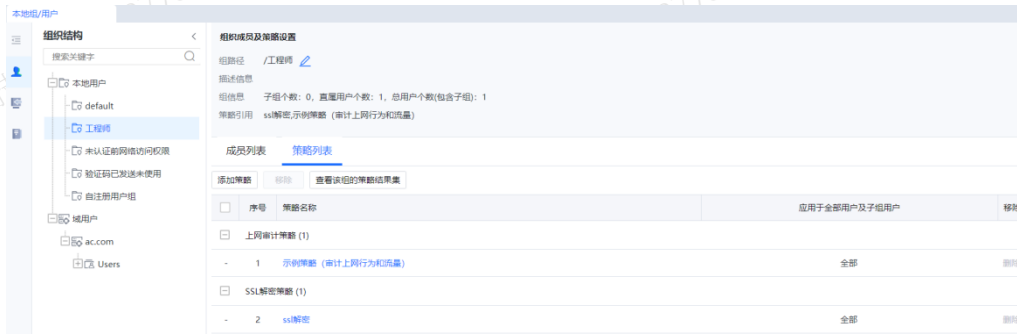 本地组/用户
组织结构
搜索关键字
本地用户
default
工程师
未认证前网络访问权限
验证码已发送未使用
自注册用户组
域用户
ac.com
Users
组织成员及策略设置
组路径 /工程师
描述信息
组信息 子组个数：0，直属用户个数：1，总用户个数(包含子组)：1
策略引用 ssl解密,示例策略（审计上网行为和流量）
成员列表 策略列表
添加策略 移除 查看该组的策略结果集
序号 策略名称 应用于全部用户及子组用户 移除
上网审计策略 (1)
- 1 示例策略（审计上网行为和流量） 全部 删除
SSL解密策略 (1)
- 2 ssl解密 全部 删除